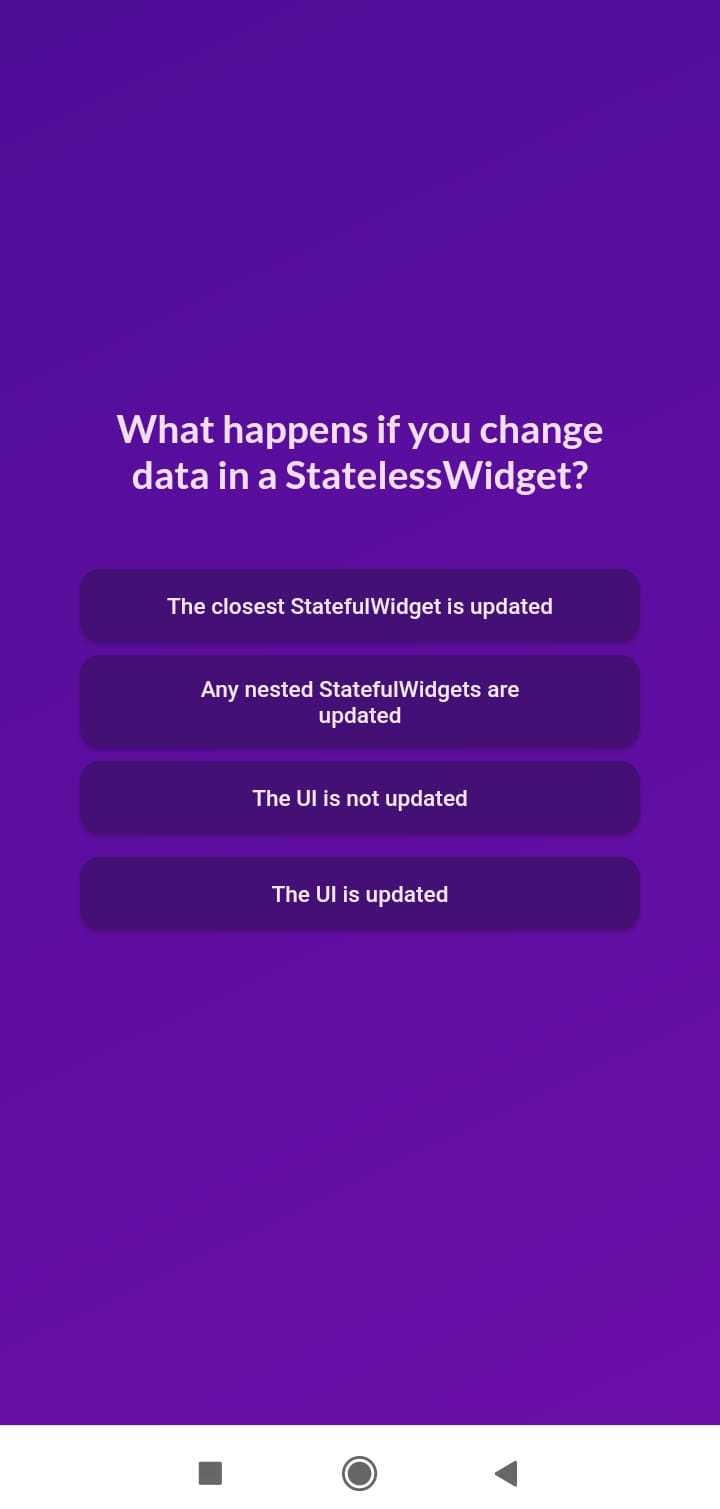 What happens if you change
data in a StatelessWidget?
The closest StatefulWidget is updated
Any nested StatefulWidgets are
updated
The UI is not updated
The UI is updated